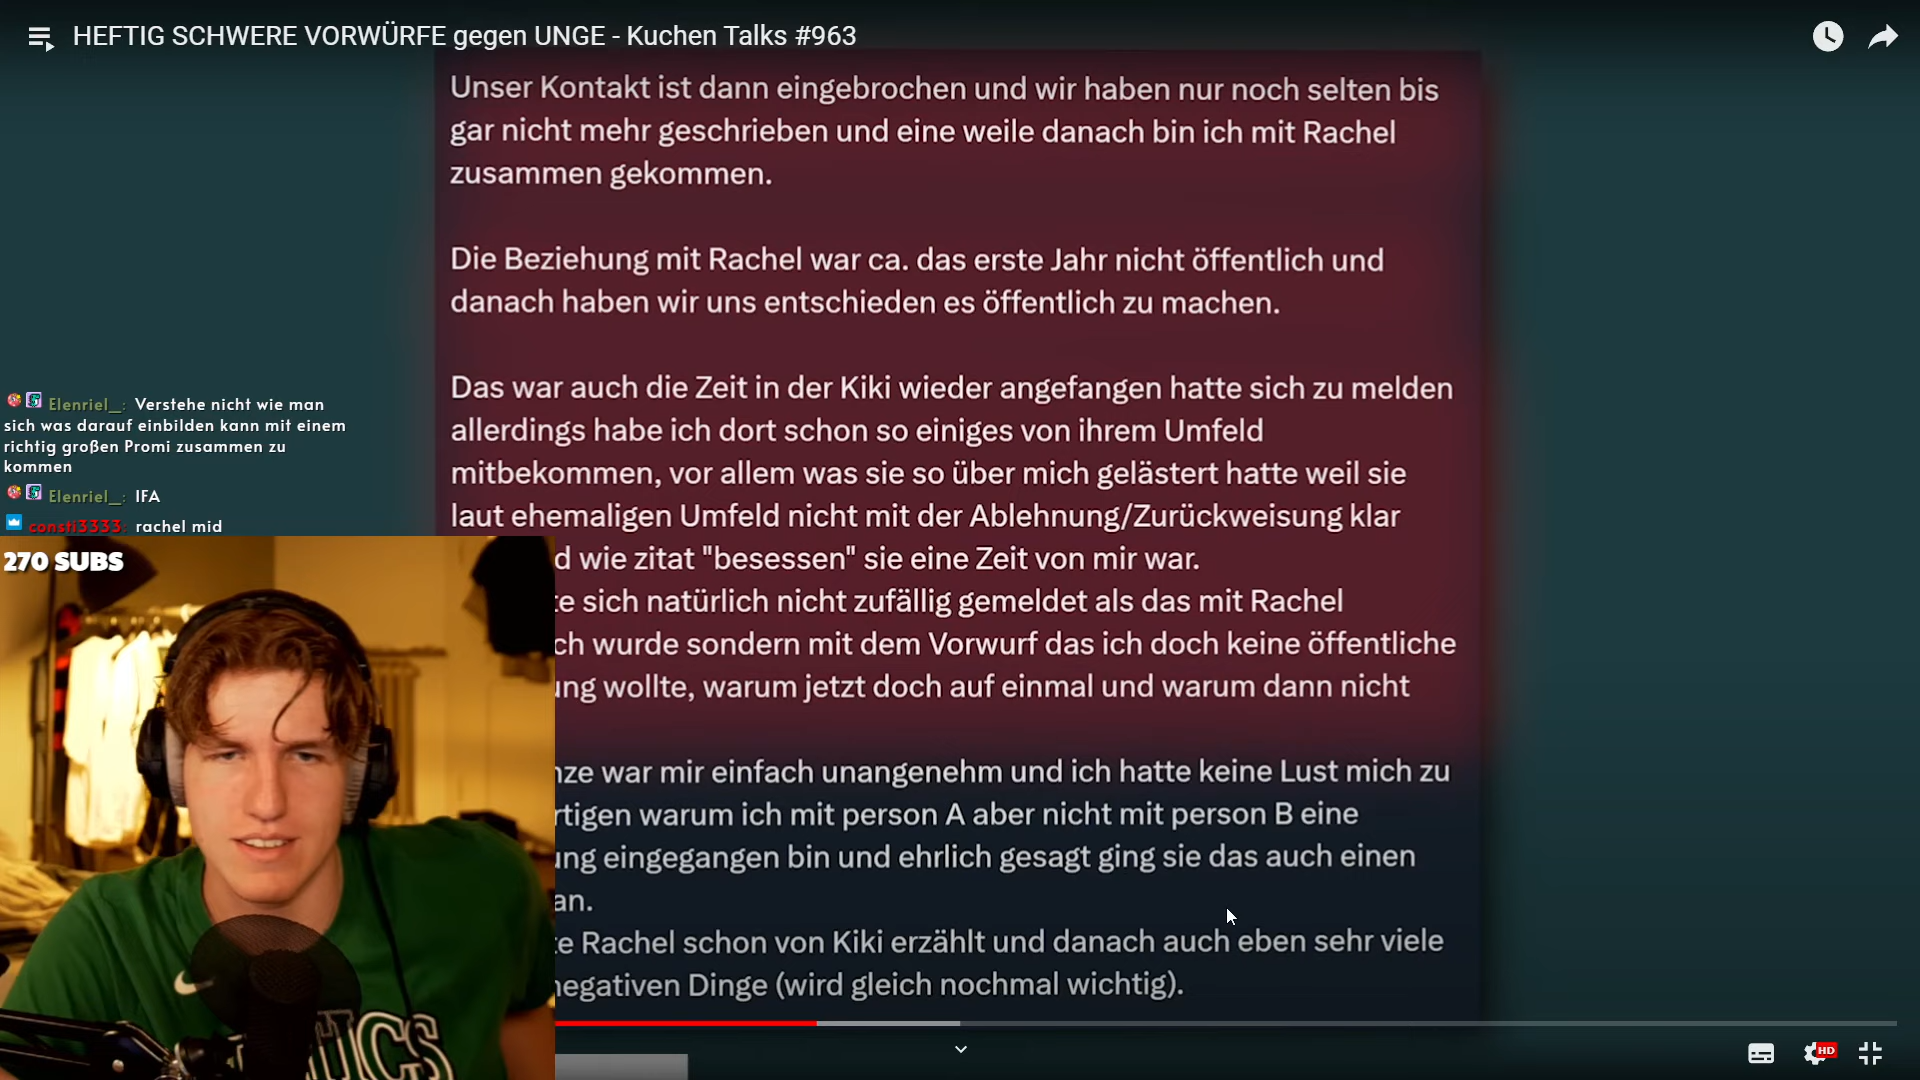 HEFTIG SCHWERE VORWÜRFE gegen UNGE - Kuchen Talks #963
Unser Kontakt ist dann eingebrochen und wir haben nur noch selten bis
gar nicht mehr geschrieben und eine weile danach bin ich mit Rachel
zusammen gekommen.
Die Beziehung mit Rachel war ca. das erste Jahr nicht öffentlich und
danach haben wir uns entschieden es öffentlich zu machen.
Das war auch die Zeit in der Kiki wieder angefangen hatte sich zu melden
allerdings habe ich dort schon so einiges von ihrem Umfeld
mitbekommen, vor allem was sie so über mich gelästert hatte weil sie
laut ehemaligen Umfeld nicht mit der Ablehnung/Zurückweisung klar
d wie zitat "besessen" sie eine Zeit von mir war.
te sich natürlich nicht zufällig gemeldet als das mit Rachel
ch wurde sondern mit dem Vorwurf das ich doch keine öffentliche
ung wollte, warum jetzt doch auf einmal und warum dann nicht
nze war mir einfach unangenehm und ich hatte keine Lust mich zu
rtigen warum ich mit person A aber nicht mit person B eine
ung eingegangen bin und ehrlich gesagt ging sie das auch einen
an.
te Rachel schon von Kiki erzählt und danach auch eben sehr viele
negativen Dinge (wird gleich nochmal wichtig).
Elenriel_: Verstehe nicht wie man
sich was darauf einbilden kann mit einem
richtig großen Promi zusammen zu
kommen
Elenriel_: IFA
consti3333: rachel mid
270 SUBS
HD